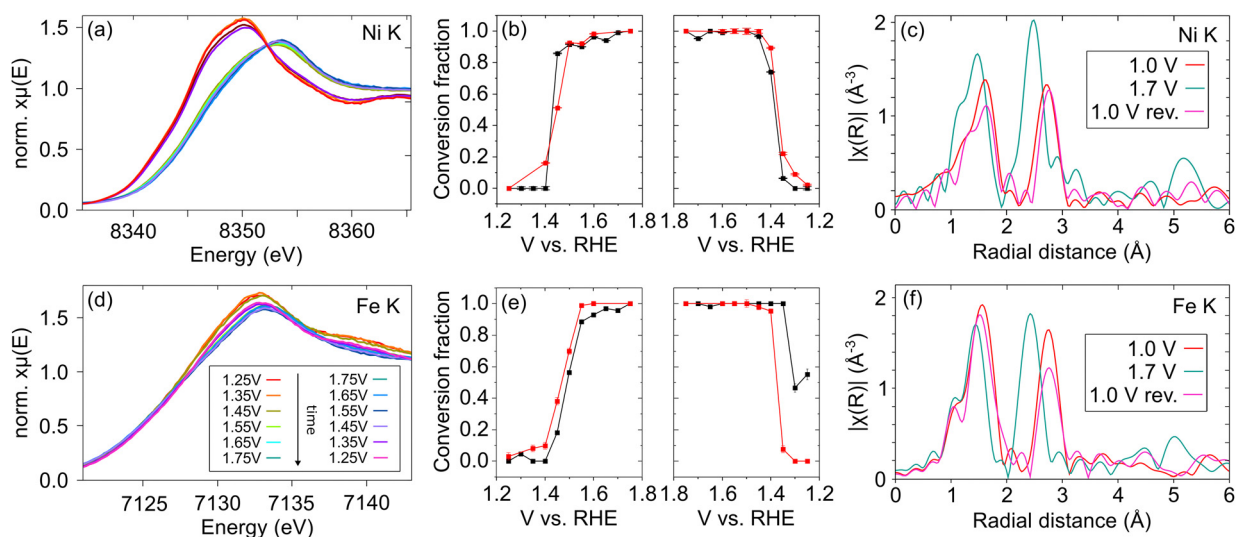 (a)
Ni K
norm. xμ(E)
1.5
1.0
0.5
0.0
8340
8350
8360
Energy (eV)
(b)
Conversion fraction
1.0
0.8
0.6
0.4
0.2
0.0
1.2
1.4
1.6
1.8
V vs. RHE
1.8
1.6
1.4
1.2
V vs. RHE
(c)
Ni K
|χ(R)| (Å-3)
2
1
0
1.0 V
1.7 V
1.0 V rev.
0
1
2
3
4
5
6
Radial distance (Å)
(d)
Fe K
norm. xμ(E)
1.5
1.0
0.5
0.0
1.25V
1.75V
1.35V
1.65V
1.45V
1.55V
1.55V
1.45V
1.65V
1.35V
1.75V
1.25V
time
7125
7130
7135
7140
Energy (eV)
(e)
Conversion fraction
1.0
0.8
0.6
0.4
0.2
0.0
1.2
1.4
1.6
1.8
V vs. RHE
1.8
1.6
1.4
1.2
V vs. RHE
(f)
Fe K
|χ(R)| (Å-3)
2
1
0
1.0 V
1.7 V
1.0 V rev.
0
1
2
3
4
5
6
Radial distance (Å)